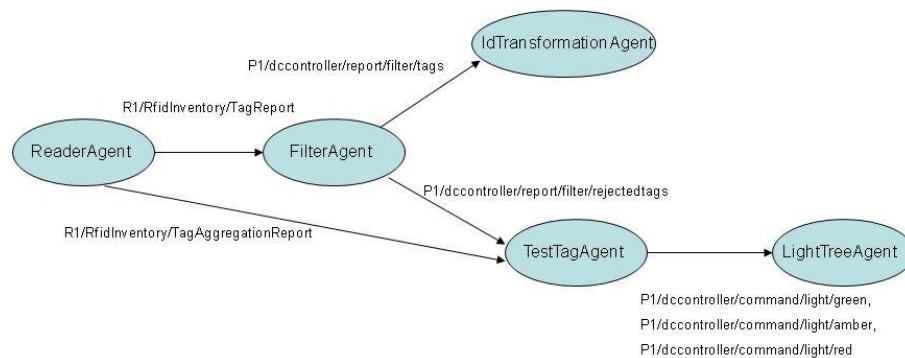 IdTransformation Agent
P1/dccontroller/report/filter/tags
R1/RfidInventory/TagReport
ReaderAgent
FilterAgent
P1/dccontroller/report/filter/rejectedtags
R1/RfidInventory/TagAggregationReport
TestTagAgent
LightTreeAgent
P1/dccontroller/command/light/green,
P1/dccontroller/command/light/amber,
P1/dccontroller/command/light/red